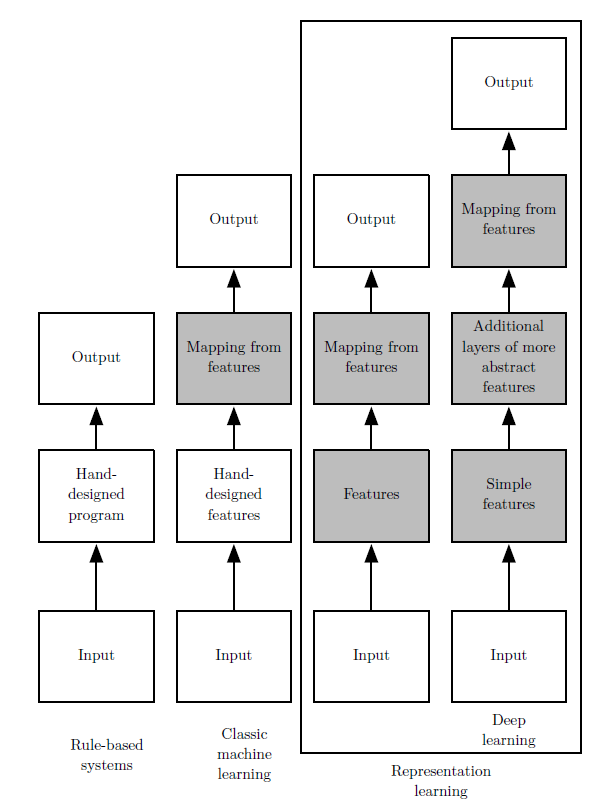 Output
Mapping from
features
Output
Output
Additional
layers of more
abstract
features
Mapping from
features
Mapping from
features
Output
Hand-
designed
program
Hand-
designed
features
Features
Simple
features
Input
Input
Input
Input
Rule-based
systems
Classic
machine
learning
Deep
learning
Representation
learning